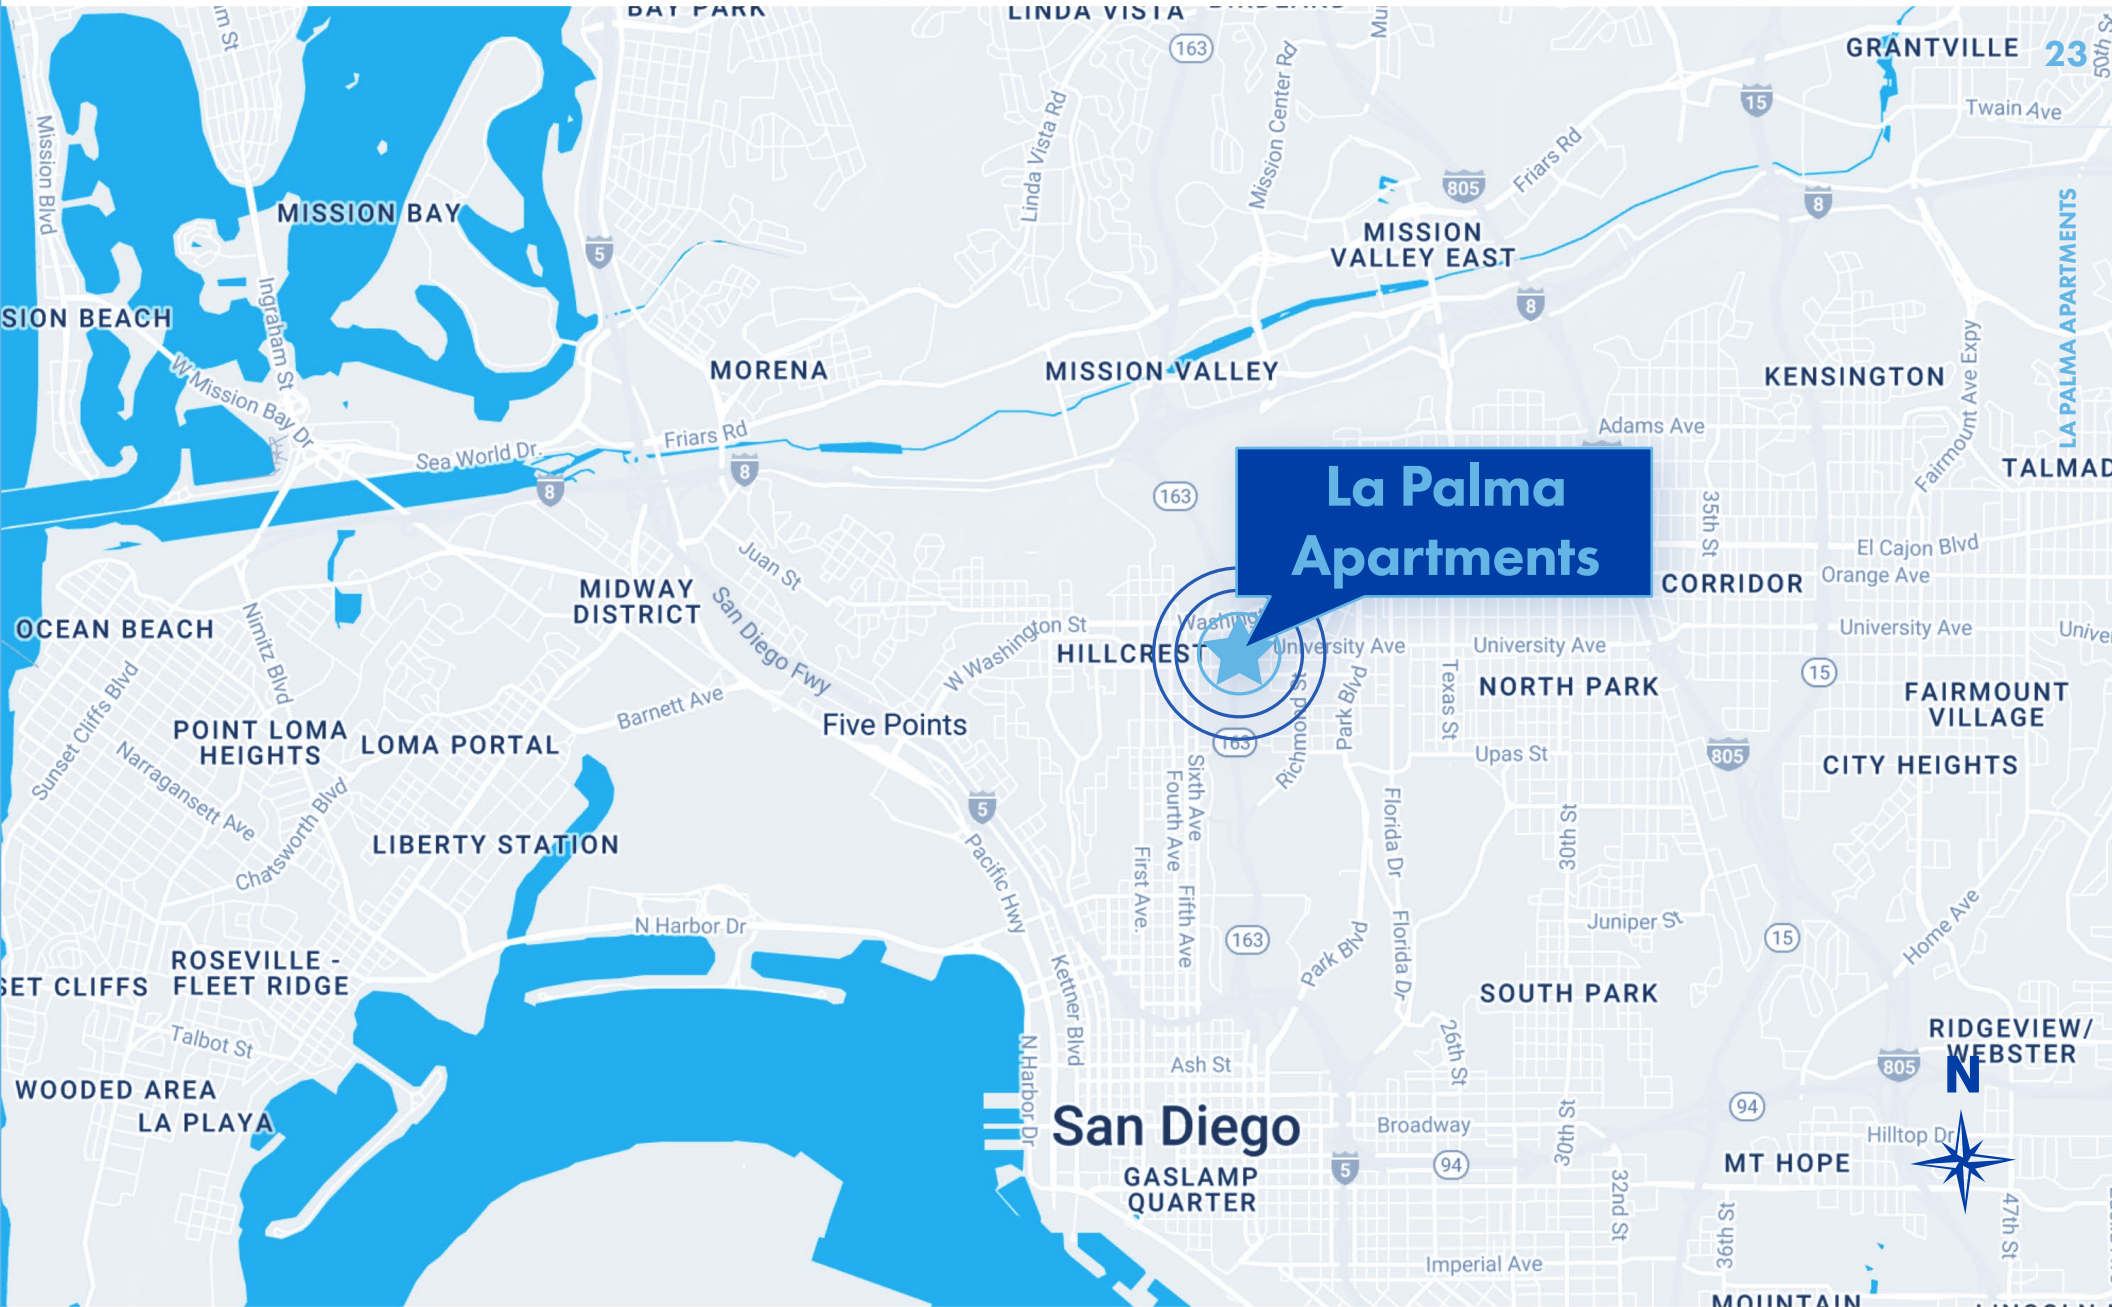 BAY PARK
LINDA VISTA
163
Mission Center Rd
GRANTVILLE
23
50th S
15
Twain Ave
Mission Blvd
Linda Vista Rd
Friars Rd
805
8
MISSION BAY
MISSION
VALLEY EAST
5
LA PALMA APARTMENTS
8
SION BEACH
Ingraham St
W Mission Bay Dr
MORENA
MISSION VALLEY
KENSINGTON
Fairmount Ave Expy
Fairmount Ave
Adams Ave
Friars Rd
Sea World Dr.
8
8
TALMAD
163
La Palma
Apartments
35th St
El Cajon Blvd
Orange Ave
CORRIDOR
Juan St
MIDWAY
DISTRICT
San Diego Fwy
OCEAN BEACH
Nimitz Blvd
W Washington St
Washingt
HILLCREST
University Ave
University Ave
University Ave
Unive
15
Sunset Cliffs Blvd
Barnett Ave
Five Points
Richmond St
Park Blvd
Texas St
NORTH PARK
FAIRMOUNT
VILLAGE
POINT LOMA
HEIGHTS
LOMA PORTAL
Narragansett Ave
163
Upas St
805
CITY HEIGHTS
Chatsworth Blvd
5
Sixth Ave
Fourth Ave
Florida Dr
30th St
LIBERTY STATION
Pacific Hwy
First Ave.
Fifth Ave
N Harbor Dr
163
Park Blvd
Florida Dr
Juniper St
15
Home Ave
ROSEVILLE -
FLEET RIDGE
SET CLIFFS
Kettner Blvd
SOUTH PARK
Talbot St
N Harbor Dr
Ash St
26th St
RIDGEVIEW/
WEBSTER
805
N
WOODED AREA
LA PLAYA
San Diego
Broadway
94
30th St
94
Hilltop Dr
5
MT HOPE
GASLAMP
QUARTER
32nd St
36th St
47th St
Imperial Ave
MOUNTAIN